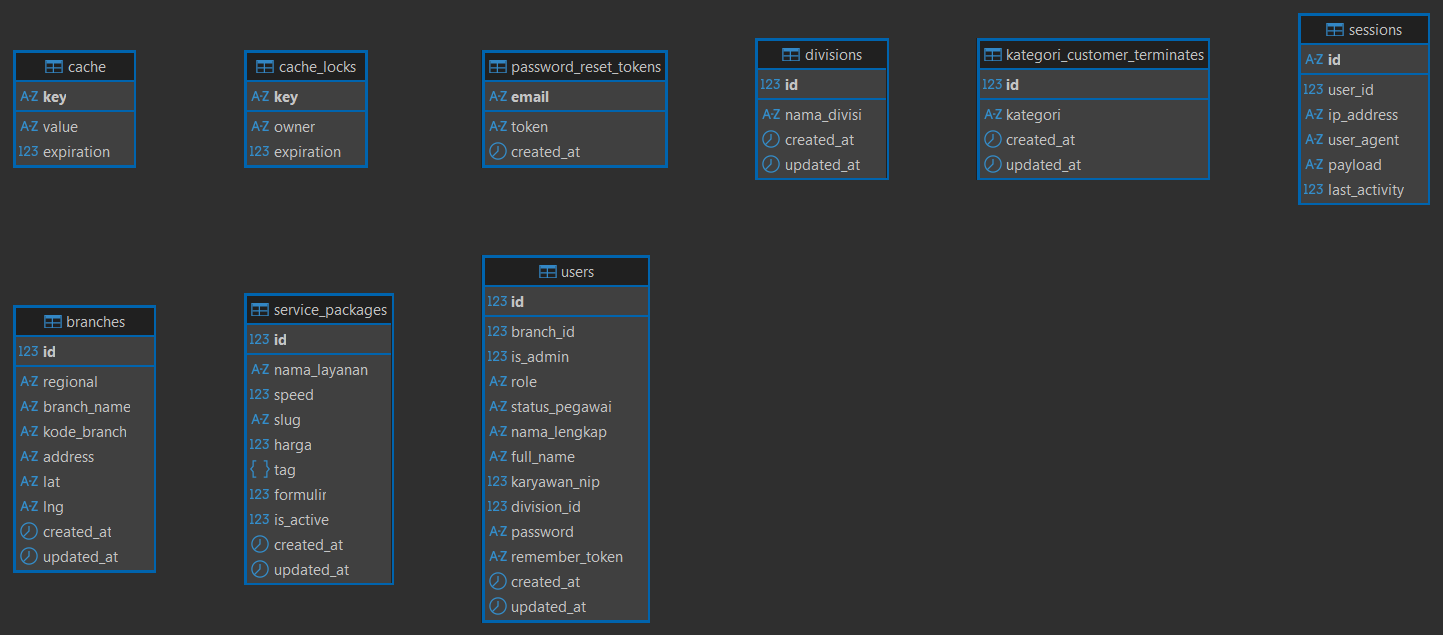 cache
A-Z key
A-Z value
123 expiration
cache_locks
A-Z key
A-Z owner
123 expiration
password_reset_tokens
A-Z email
A-Z token
created_at
divisions
123 id
A-Z nama_divisi
created_at
updated_at
kategori_customer_terminates
123 id
A-Z kategori
created_at
updated_at
sessions
A-Z id
123 user_id
A-Z ip_address
A-Z user_agent
A-Z payload
123 last_activity
branches
123 id
A-Z regional
A-Z branch_name
A-Z kode_branch
A-Z address
A-Z lat
A-Z lng
created_at
updated_at
service_packages
123 id
A-Z nama_layanan
123 speed
A-Z slug
123 harga
{ } tag
123 formulir
123 is_active
created_at
updated_at
users
123 id
123 branch_id
123 is_admin
A-Z role
A-Z status_pegawai
A-Z nama_lengkap
A-Z full_name
123 karyawan_nip
123 division_id
A-Z password
A-Z remember_token
created_at
updated_at